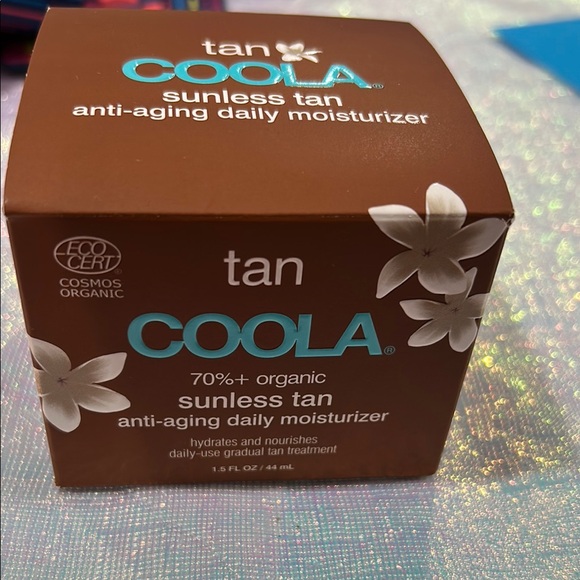 tan
COOLA®
sunless tan
anti-aging daily moisturizer
ECO
CERT®
COSMOS
ORGANIC
tan
COOLA®
70%+ organic
sunless tan
anti-aging daily moisturizer
hydrates and nourishes
daily-use gradual tan treatment
1.5 FL OZ / 44 mL